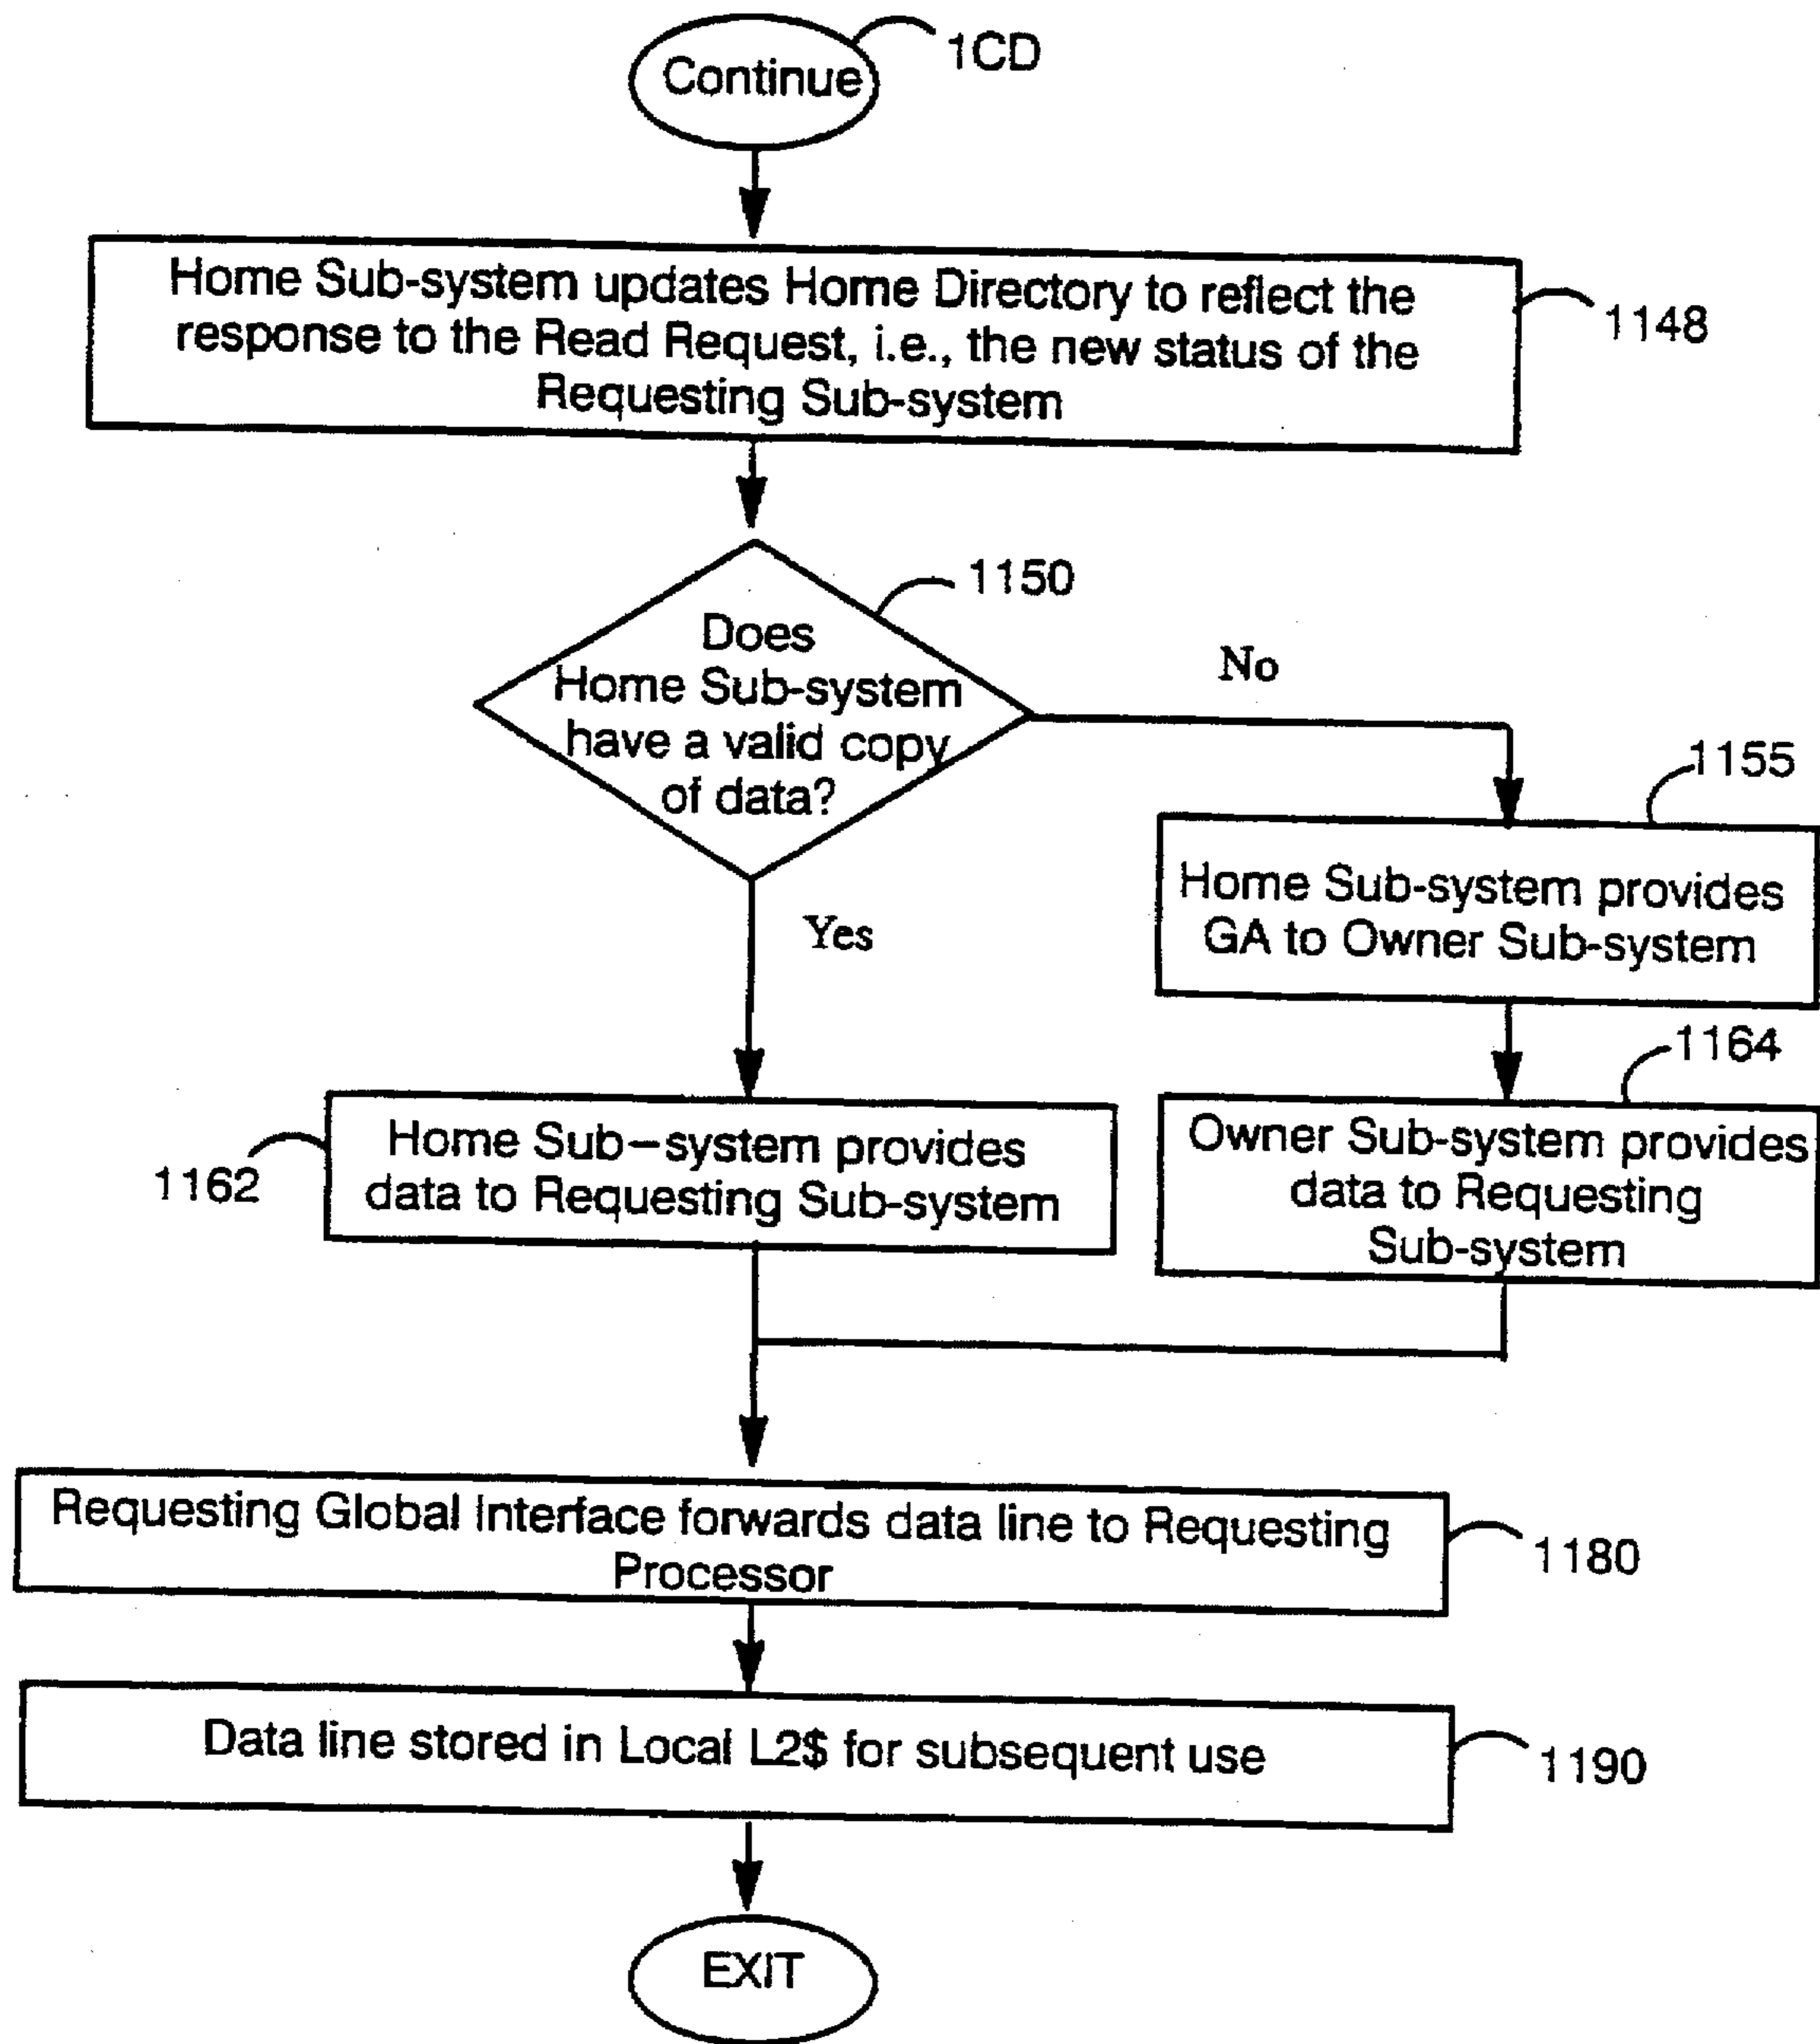 Continue
1CD
Home Sub-system updates Home Directory to reflect the
response to the Read Request, i.e., the new status of the
Requesting Sub-system
1148
1150
Does
Home Sub-system
have a valid copy
of data?
No
Yes
1155
Home Sub-system provides
GA to Owner Sub-system
1164
Owner Sub-system provides
data to Requesting
Sub-system
Home Sub-system provides
data to Requesting Sub-system
1162
Requesting Global Interface forwards data line to Requesting
Processor
1180
Data line stored in Local L2$ for subsequent use
1190
EXIT